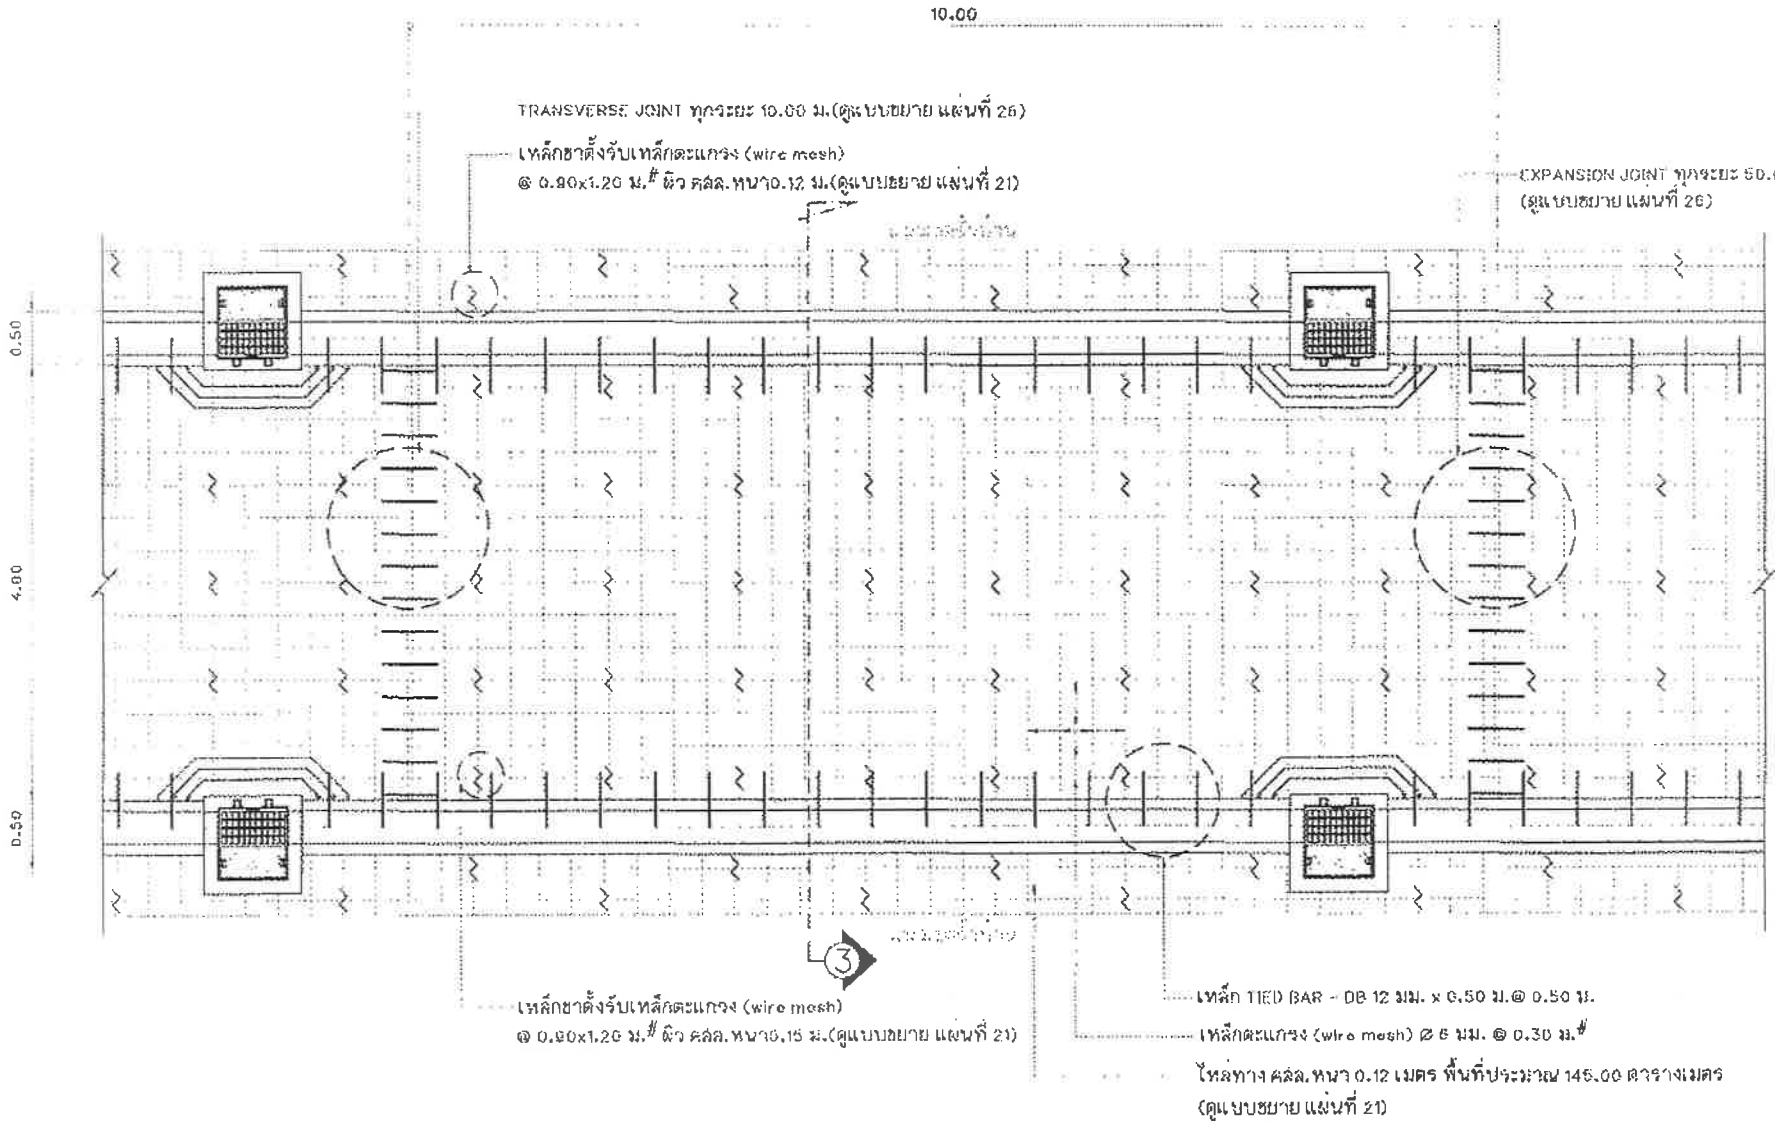 10.00
TRANSVERSE JOINT ทุกระยะ 10.00 ม.(ดูแบบขยาย แผ่นที่ 26)
เหล็กขาตั้งรับเหล็กตะแกรง (wire mesh)
@ 0.90x1.20 ม.# ผิว คสล.หนา0.12 ม.(ดูแบบขยาย แผ่นที่ 21)
EXPANSION JOINT ทุกระยะ 50.
(ดูแบบขยาย แผ่นที่ 26)
0.50
4.00
0.50
3
เหล็กขาตั้งรับเหล็กตะแกรง (wire mesh)
@ 0.90x1.20 ม.# ผิว คสล.หนา0.15 ม.(ดูแบบขยาย แผ่นที่ 21)
เหล็ก TIED BAR - DB 12 มม. x 0.50 ม.@ 0.50 ม.
เหล็กตะแกรง (wire mesh) Ø 6 มม. @ 0.30 ม.#
ไหล่ทาง คสล.หนา 0.12 เมตร พื้นที่ประมาณ 145.00 ตารางเมตร
(ดูแบบขยาย แผ่นที่ 21)